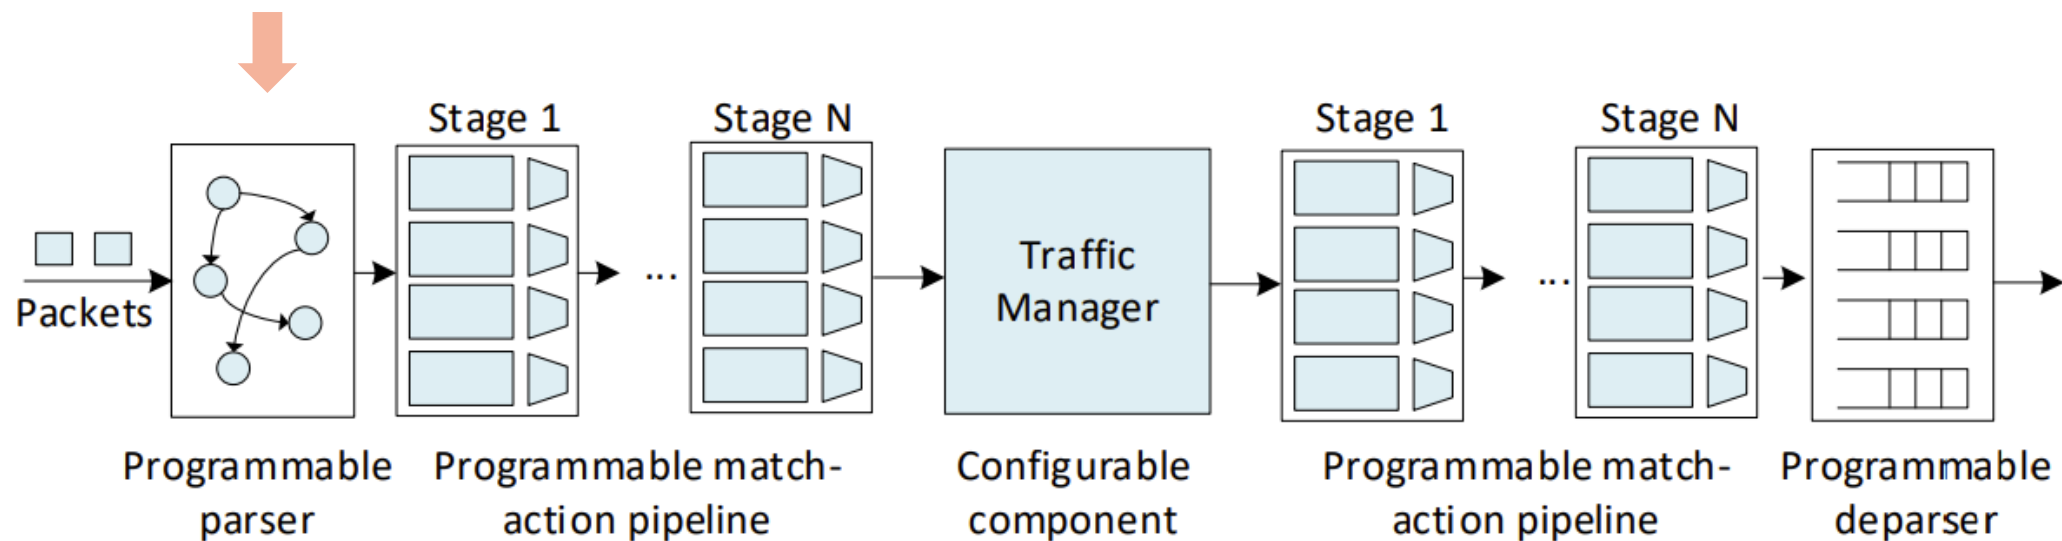 Stage 1
Stage N
Stage 1
Stage N
Packets
...
Traffic
Manager
...
Programmable
parser
Programmable match-
action pipeline
Configurable
component
Programmable match-
action pipeline
Programmable
deparser